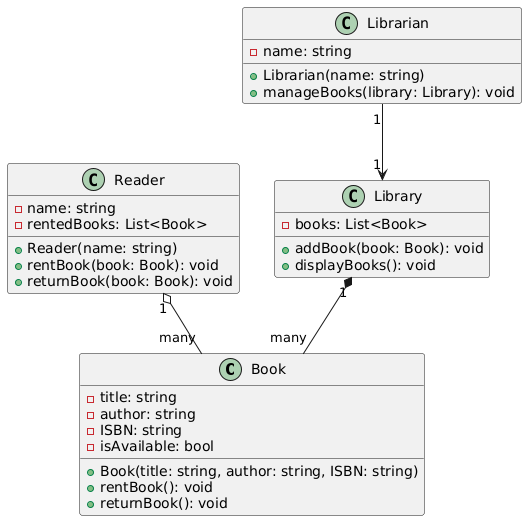 C Librarian
name: string
Librarian(name: string)
manageBooks(library: Library): void
1
1
C Reader
name: string
rentedBooks: List<Book>
Reader(name: string)
rentBook(book: Book): void
returnBook(book: Book): void
C Library
books: List<Book>
addBook(book: Book): void
displayBooks(): void
1
many
1
many
C Book
title: string
author: string
ISBN: string
isAvailable: bool
Book(title: string, author: string, ISBN: string)
rentBook(): void
returnBook(): void